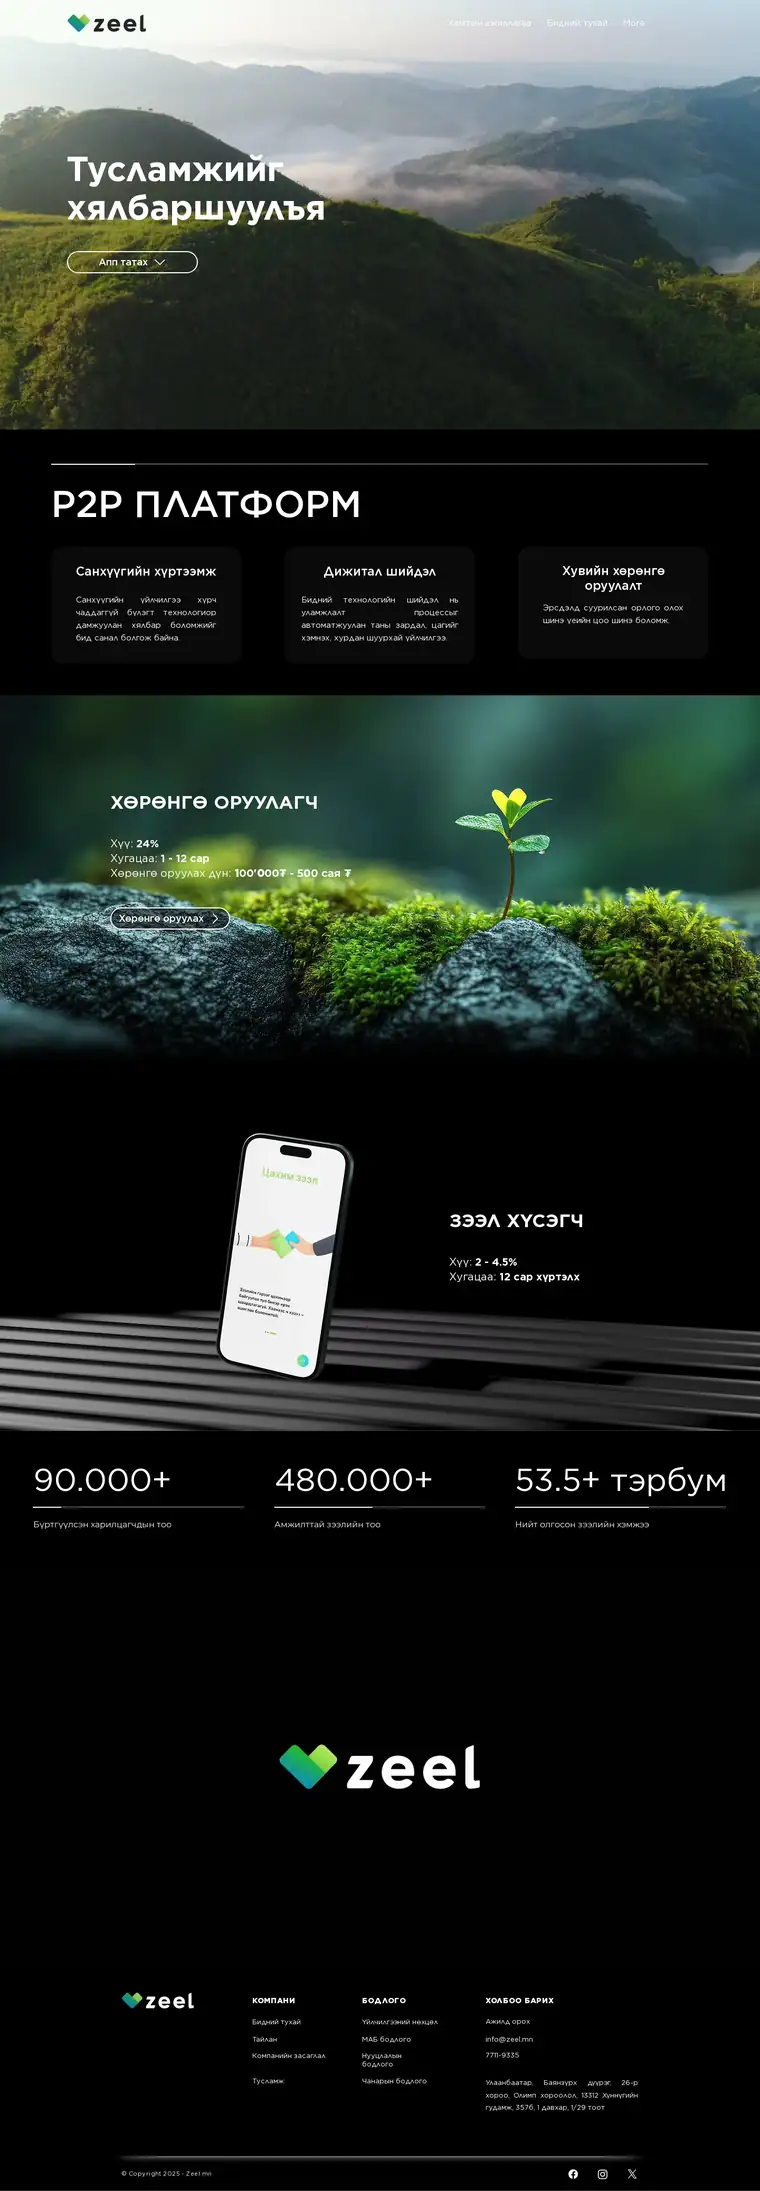 zeel
Хамтын ажиллагаа Бидний тухай Мэдээ
Тусламжийг
хялбаршуулъя
Апп татах
P2P ПЛАТФОРМ
Санхүүгийн хүртээмж
Санхүүгийн үйлчилгээ хүрч
чаддаггүй бүлэгт технологиор
дамжуулан хялбар боломжийг
бид санал болгож байна.
Дижитал шийдэл
Бидний технологийн шийдэл нь
уламжлалт процессыг
автоматжуулан таны зардал, цагийг
хэмнэх, хурдан шуурхай үйлчилгээ.
Хувийн хөрөнгө
оруулалт
Эрсдэлд суурилсан орлого олох
шинэ үеийн цоо шинэ боломж.
ХӨРӨНГӨ ОРУУЛАГЧ
Хүү: 24%
Хугацаа: 1 - 12 сар
Хөрөнгө оруулах дүн: 100'000₮ - 500 сая ₮
Хөрөнгө оруулах
Цахим зээл
ЗЭЭЛ ХҮСЭГЧ
Хүү: 2 - 4.5%
Хугацаа: 12 сар хүртэлх
90.000+
Бүртгүүлсэн харилцагчдын тоо
480.000+
Амжилттай зээлийн тоо
53.5+ тэрбум
Нийт олгосон зээлийн хэмжээ
zeel
zeel
КОМПАНИ
Бидний тухай
Тайлан
Компанийн засаглал
Тусламж
БОДЛОГО
Үйлчилгээний нөхцөл
МАБ бодлого
Нууцлалын
бодлого
Чанарын бодлого
ХОЛБОО БАРИХ
Ажилд орох
info@zeel.mn
7711-9335
Улаанбаатар, Баянзүрх дүүрэг, 26-р
хороо, Олимп хороолол, 13312 Хүннүгийн
гудамж, 357б, 1 давхар, 1/29 тоот
© Copyright 2025 - Zeel.mn